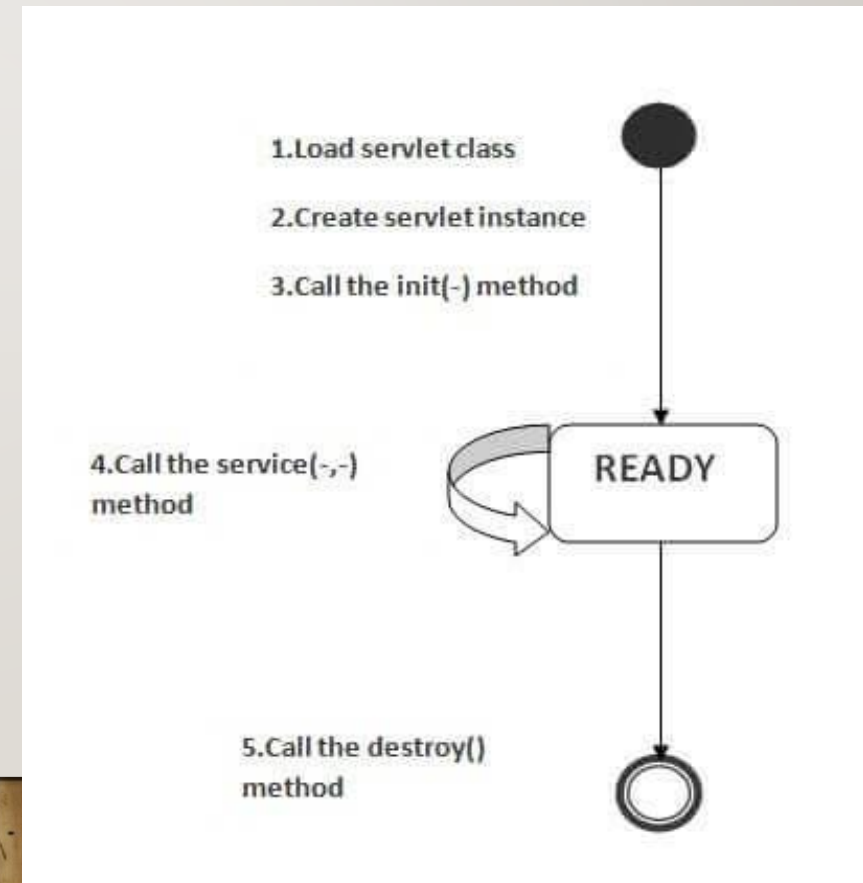 1.Load servlet class
2.Create servlet instance
3.Call the init(-) method
READY
4.Call the service(-,-)
method
5.Call the destroy()
method